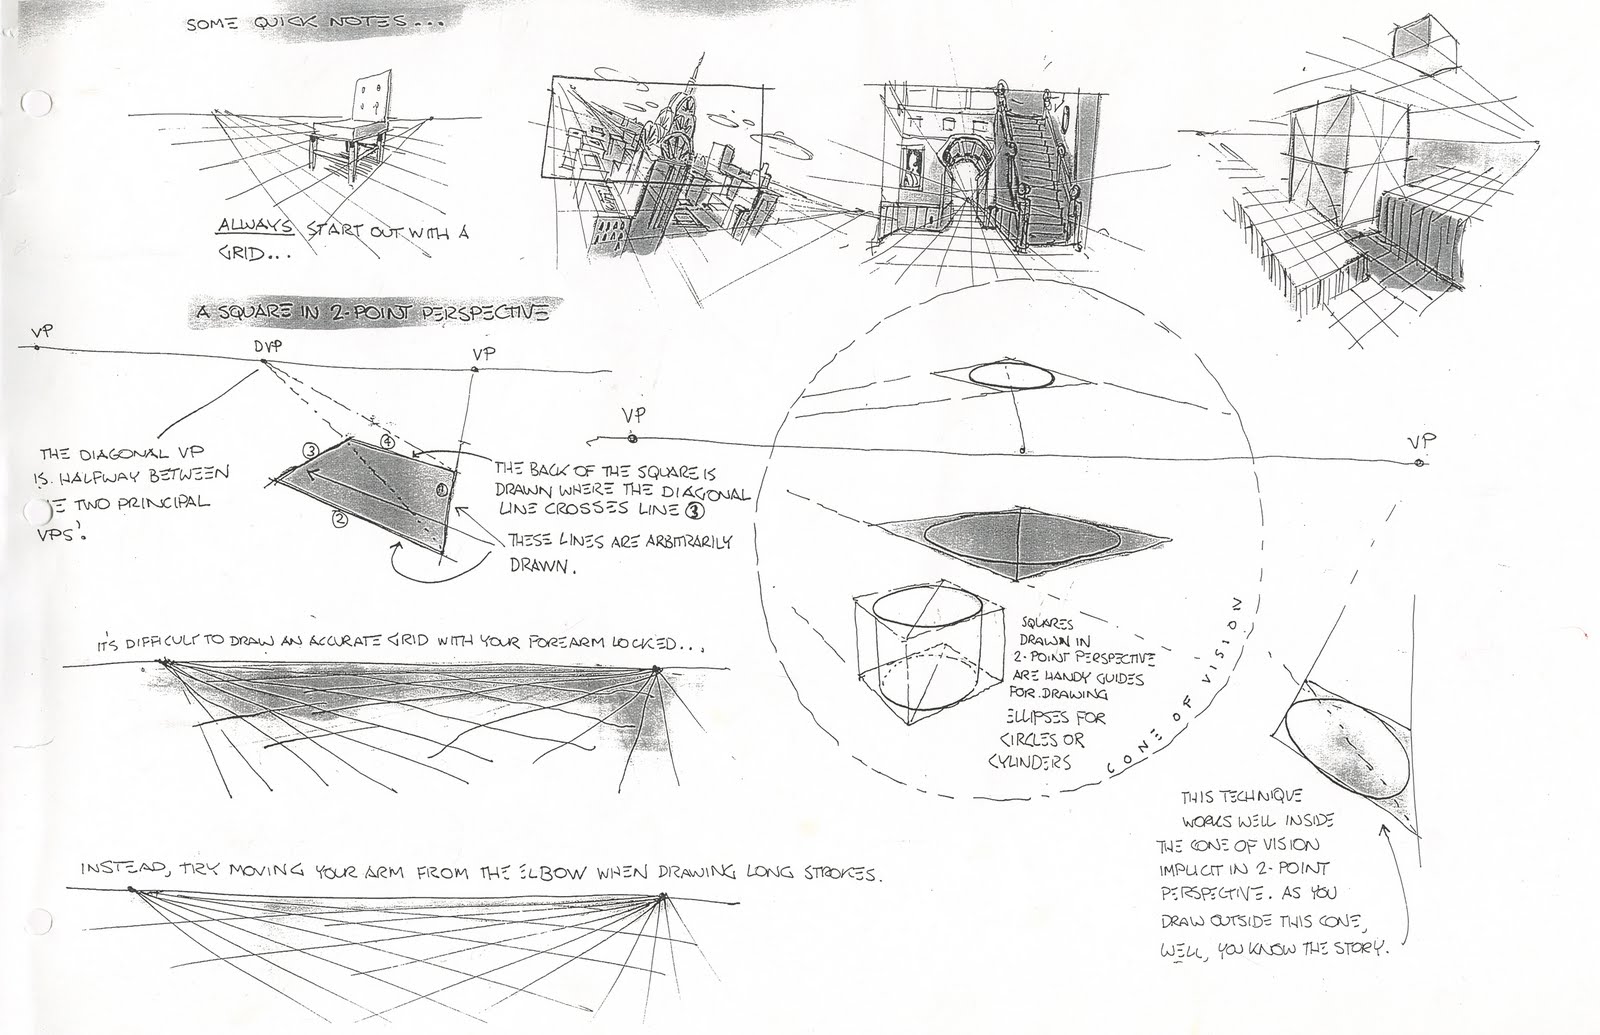 SOME QUICK NOTES...
ALWAYS START OUT WITH A
GRID...
A SQUARE IN 2-POINT PERSPECTIVE
VP
DVP
VP
THE DIAGONAL VP
IS HALFWAY BETWEEN
E TWO PRINCIPAL
VPS!
3
4
1
2
THE BACK OF THE SQUARE IS
DRAWN WHERE THE DIAGONAL
LINE CROSSES LINE 3
THESE LINES ARE ARBITRARILY
DRAWN.
IT'S DIFFICULT TO DRAW AN ACCURATE GRID WITH YOUR FOREARM LOCKED...
INSTEAD, TRY MOVING YOUR ARM FROM THE ELBOW WHEN DRAWING LONG STROKES.
VP
VP
SQUARES
DRAWN IN
2-POINT PERSPECTIVE
ARE HANDY GUIDES
FOR DRAWING
ELLIPSES FOR
CIRCLES OR
CYLINDERS
CONE OF VISION
THIS TECHNIQUE
WORKS WELL INSIDE
THE CONE OF VISION
IMPLICIT IN 2-POINT
PERSPECTIVE. AS YOU
DRAW OUTSIDE THIS CONE,
WELL, YOU KNOW THE STORY.